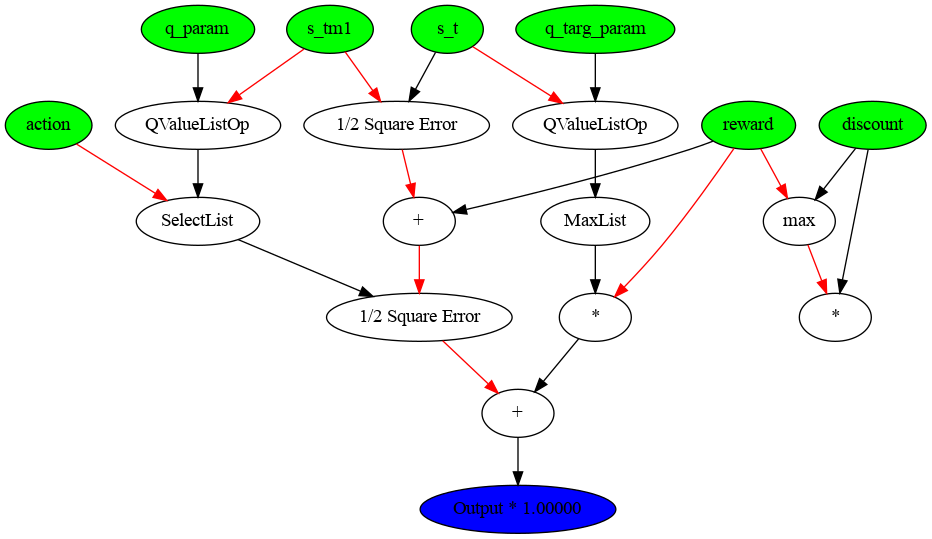 q_param
s_tm1
s_t
q_targ_param
action
QValueListOp
1/2 Square Error
QValueListOp
reward
discount
SelectList
+
MaxList
max
1/2 Square Error
*
*
+
Output * 1.00000